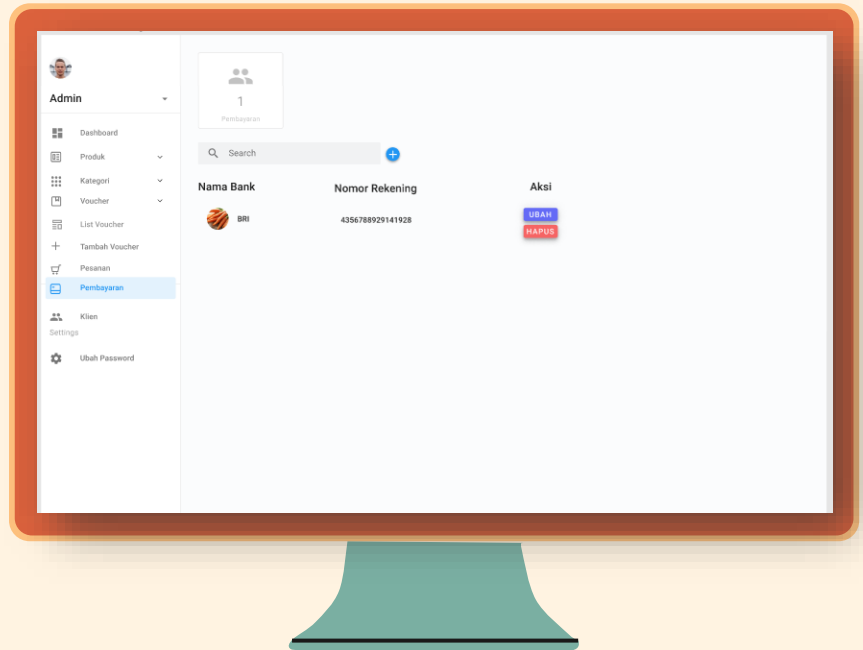 Admin
Dashboard
Produk
Kategori
Voucher
List Voucher
Tambah Voucher
Pesanan
Pembayaran
Klien
Settings
Ubah Password
1
Pembayaran
Search
Nama Bank Nomor Rekening Aksi
BRI 4356788929141928 UBAH
HAPUS